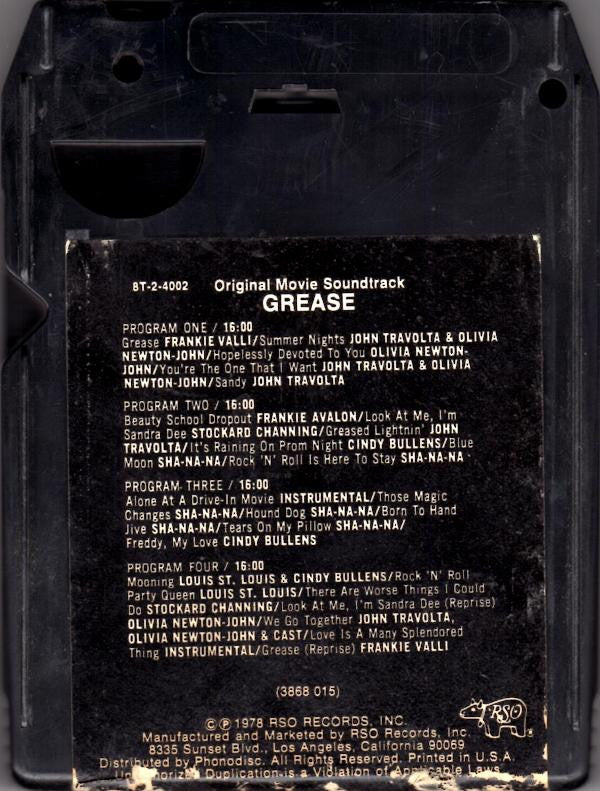 8T-2-4002 Original Movie Soundtrack
GREASE
PROGRAM ONE / 16:00
Grease FRANKIE VALLI/Summer Nights JOHN TRAVOLTA & OLIVIA
NEWTON-JOHN/Hopelessly Devoted To You OLIVIA NEWTON-
JOHN/You're The One That I Want JOHN TRAVOLTA & OLIVIA
NEWTON-JOHN/Sandy JOHN TRAVOLTA
PROGRAM TWO / 16:00
Beauty School Dropout FRANKIE AVALON/Look At Me, I'm
Sandra Dee STOCKARD CHANNING/Greased Lightnin' JOHN
TRAVOLTA/It's Raining On Prom Night CINDY BULLENS/Blue
Moon SHA-NA-NA/Rock 'N' Roll Is Here To Stay SHA-NA-NA
PROGRAM THREE / 16:00
Alone At A Drive-In Movie INSTRUMENTAL/Those Magic
Changes SHA-NA-NA/Hound Dog SHA-NA-NA/Born To Hand
Jive SHA-NA-NA/Tears On My Pillow SHA-NA-NA/
Freddy, My Love CINDY BULLENS
PROGRAM FOUR / 16:00
Mooning LOUIS ST. LOUIS & CINDY BULLENS/Rock 'N' Roll
Party Queen LOUIS ST. LOUIS/There Are Worse Things I Could
Do STOCKARD CHANNING/Look At Me, I'm Sandra Dee (Reprise)
OLIVIA NEWTON-JOHN/We Go Together JOHN TRAVOLTA,
OLIVIA NEWTON-JOHN & CAST/Love Is A Many Splendored
Thing INSTRUMENTAL/Grease (Reprise) FRANKIE VALLI
(3868 015)
RSO
©℗ 1978 RSO RECORDS, INC.
Manufactured and Marketed by RSO Records, Inc.
8335 Sunset Blvd., Los Angeles, California 90069
Distributed by Phonodisc. All Rights Reserved. Printed in U.S.A.
Unauthorized Duplication is a Violation of Applicable Laws